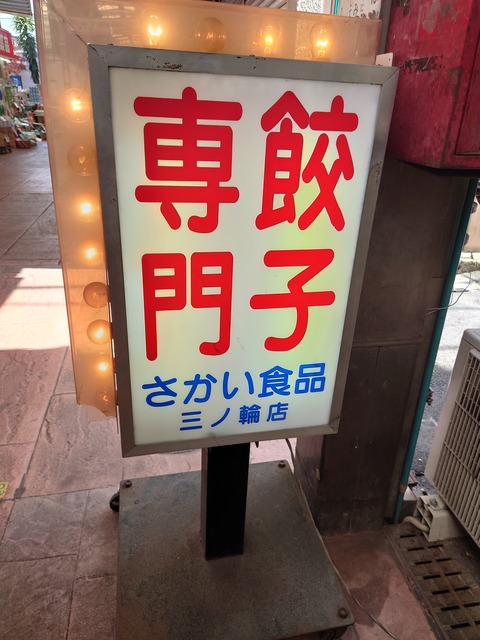 餃子
専門
さかい食品
三ノ輪店